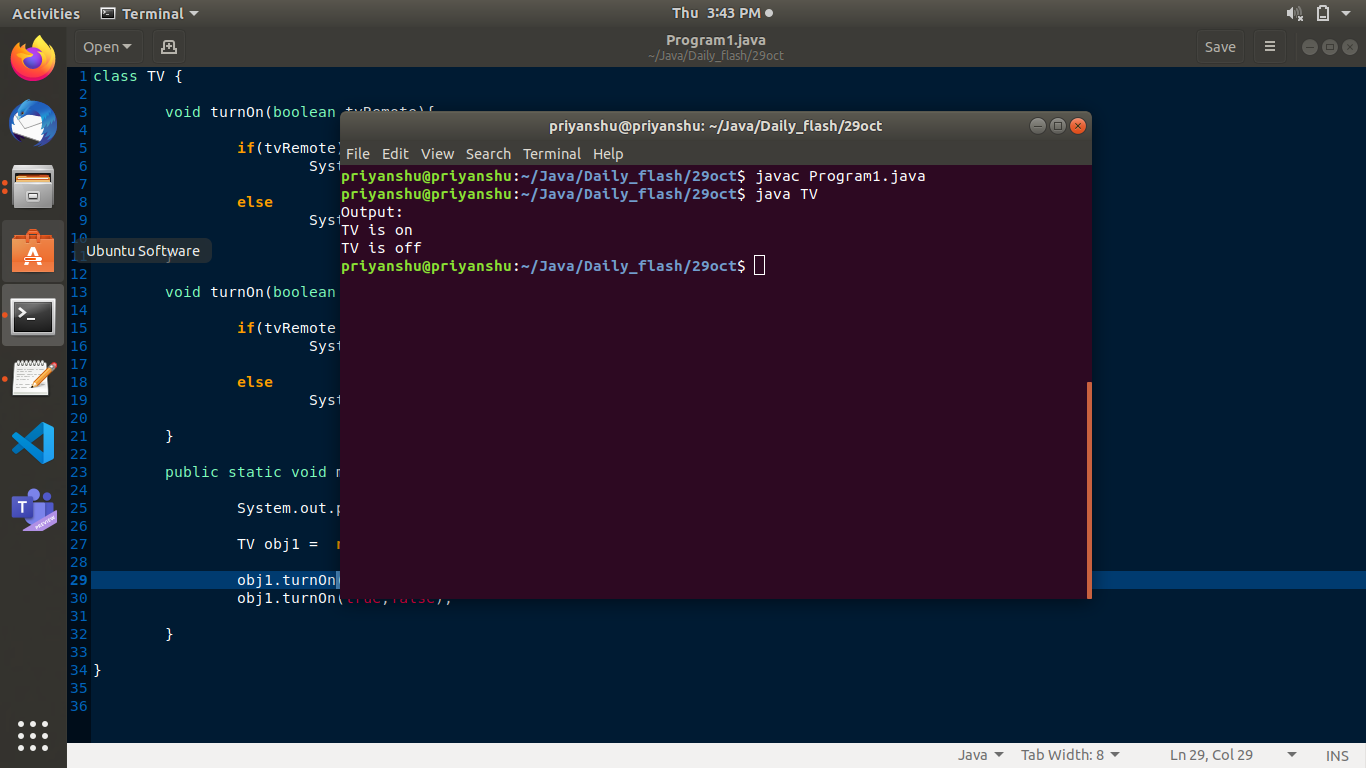 Activities Terminal Thu 3:43 PM
Open Program1.java Save
~/Java/Daily_flash/29oct
1 class TV {
2
3 void turnOn(boolean tvRemote){
4
5 if(tvRemote)
6 Syst
7
8 else
9 Syst
10
11 }
12
13 void turnOn(boolean
14
15 if(tvRemote
16 Syst
17
18 else
19 Syst
20
21 }
22
23 public static void m
24
25 System.out.p
26
27 TV obj1 = n
28
29 obj1.turnOn(
30 obj1.turnOn(true,false);
31
32 }
33
34 }
35
36
Ubuntu Software
T
PREVIEW
priyanshu@priyanshu: ~/Java/Daily_flash/29oct
File Edit View Search Terminal Help
priyanshu@priyanshu:~/Java/Daily_flash/29oct$ javac Program1.java
priyanshu@priyanshu:~/Java/Daily_flash/29oct$ java TV
Output:
TV is on
TV is off
priyanshu@priyanshu:~/Java/Daily_flash/29oct$
Java Tab Width: 8 Ln 29, Col 29 INS